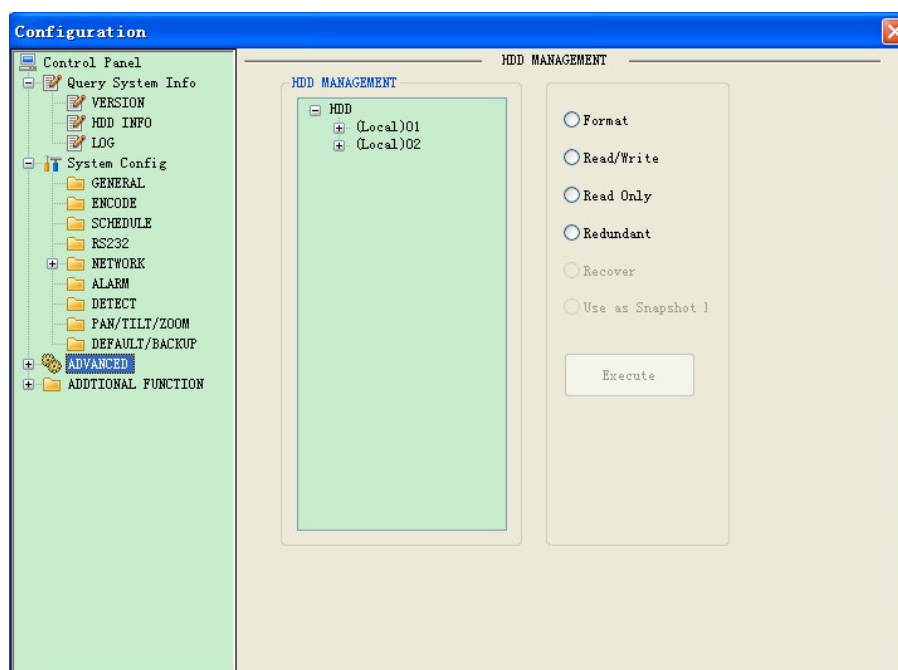 Configuration
Control Panel
Query System Info
VERSION
HDD INFO
LOG
System Config
GENERAL
ENCODE
SCHEDULE
RS232
NETWORK
ALARM
DETECT
PAN/TILT/ZOOM
DEFAULT/BACKUP
ADVANCED
ADDTIONAL FUNCTION
HDD MANAGEMENT
HDD MANAGEMENT
HDD
(Local)01
(Local)02
Format
Read/Write
Read Only
Redundant
Recover
Use as Snapshot
Execute